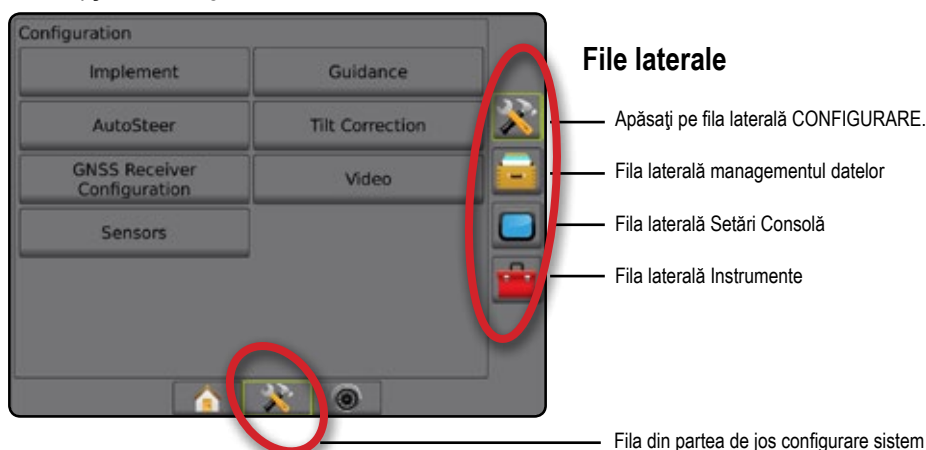 Configuration
Implement
Guidance
AutoSteer
Tilt Correction
GNSS Receiver
Configuration
Video
Sensors
File laterale
Apăsaţi pe fila laterală CONFIGURARE.
Fila laterală managementul datelor
Fila laterală Setări Consolă
Fila laterală Instrumente
Fila din partea de jos configurare sistem